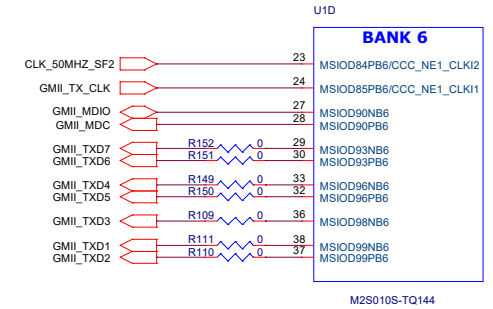 U1D
BANK 6
CLK_50MHZ_SF2 23 MSIOD84PB6/CCC_NE1_CLKI2
GMII_TX_CLK 24 MSIOD85PB6/CCC_NE1_CLKI1
GMII_MDIO 27 MSIOD90NB6
GMII_MDC 28 MSIOD90PB6
GMII_TXD7 R152 0 29 MSIOD93NB6
GMII_TXD6 R151 0 30 MSIOD93PB6
GMII_TXD4 R149 0 33 MSIOD96NB6
GMII_TXD5 R150 0 32 MSIOD96PB6
GMII_TXD3 R109 0 36 MSIOD98NB6
GMII_TXD1 R111 0 38 MSIOD99NB6
GMII_TXD2 R110 0 37 MSIOD99PB6
M2S010S-TQ144